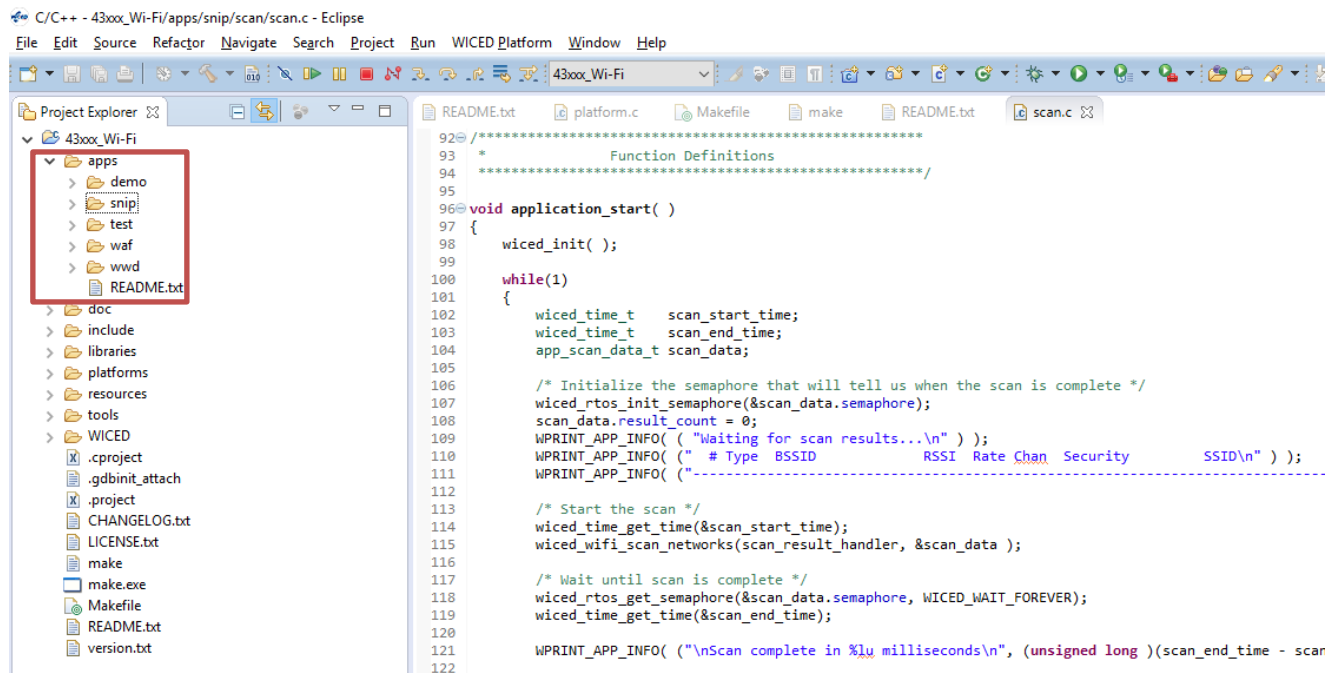 C/C++ - 43xxx_Wi-Fi/apps/snip/scan/scan.c - Eclipse
File Edit Source Refactor Navigate Search Project Run WICED Platform Window Help
43xxx_Wi-Fi
Project Explorer
43xxx_Wi-Fi
apps
demo
snip
test
waf
wwd
README.txt
doc
include
libraries
platforms
resources
tools
WICED
.cproject
.gdbinit_attach
.project
CHANGELOG.txt
LICENSE.txt
make
make.exe
Makefile
README.txt
version.txt
README.txt platform.c Makefile make README.txt scan.c
92 /******************************************************
93  *               Function Definitions
94  ******************************************************/
95
96 void application_start( )
97 {
98     wiced_init( );
99
100     while(1)
101     {
102         wiced_time_t    scan_start_time;
103         wiced_time_t    scan_end_time;
104         app_scan_data_t scan_data;
105
106         /* Initialize the semaphore that will tell us when the scan is complete */
107         wiced_rtos_init_semaphore(&scan_data.semaphore);
108         scan_data.result_count = 0;
109         WPRINT_APP_INFO( ( "Waiting for scan results...\n" ) );
110         WPRINT_APP_INFO( ("  # Type  BSSID             RSSI  Rate Chan  Security         SSID\n" ) );
111         WPRINT_APP_INFO( ("-----------------------------------------------------------------------------
112
113         /* Start the scan */
114         wiced_time_get_time(&scan_start_time);
115         wiced_wifi_scan_networks(scan_result_handler, &scan_data );
116
117         /* Wait until scan is complete */
118         wiced_rtos_get_semaphore(&scan_data.semaphore, WICED_WAIT_FOREVER);
119         wiced_time_get_time(&scan_end_time);
120
121         WPRINT_APP_INFO( ("\nScan complete in %lu milliseconds\n", (unsigned long )(scan_end_time - scan
122